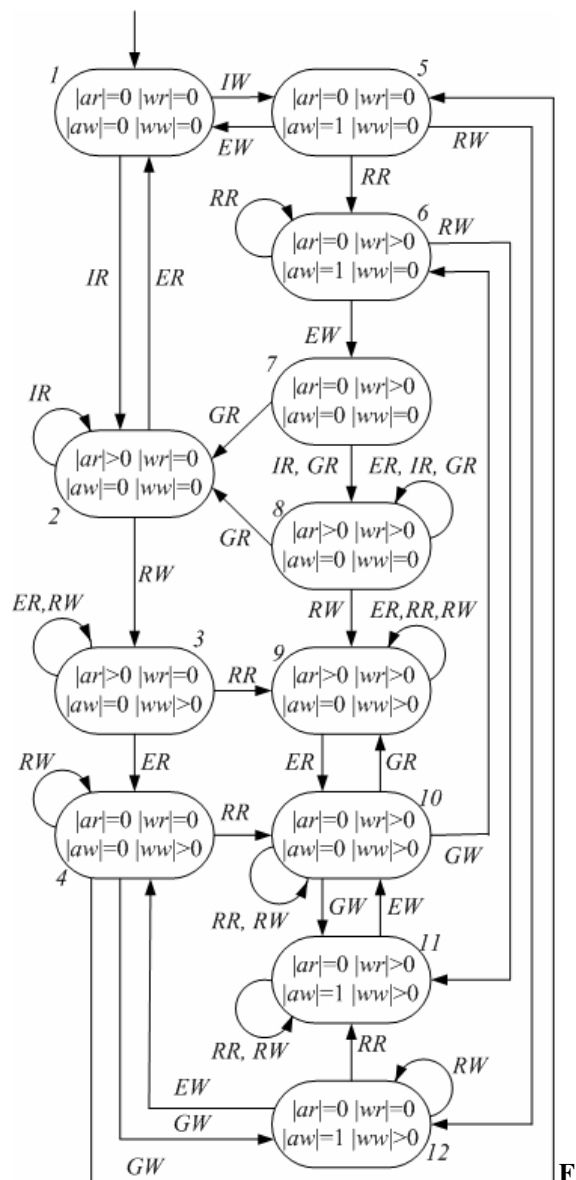 1
|ar|=0 |wr|=0
|aw|=0 |ww|=0
IW
EW
5
|ar|=0 |wr|=0
|aw|=1 |ww|=0
RW
RR
IR
ER
RR
6
|ar|=0 |wr|>0
|aw|=1 |ww|=0
RW
EW
7
|ar|=0 |wr|>0
|aw|=0 |ww|=0
GR
IR, GR
IR
|ar|>0 |wr|=0
|aw|=0 |ww|=0
2
ER, IR, GR
8
|ar|>0 |wr|>0
|aw|=0 |ww|=0
GR
RW
RW
ER,RW
3
|ar|>0 |wr|=0
|aw|=0 |ww|>0
RR
ER,RR,RW
9
|ar|>0 |wr|>0
|aw|=0 |ww|>0
ER
ER
GR
RW
|ar|=0 |wr|=0
|aw|=0 |ww|>0
4
RR
10
|ar|=0 |wr|>0
|aw|=0 |ww|>0
GW
RR, RW
GW
EW
11
|ar|=0 |wr|>0
|aw|=1 |ww|>0
RR, RW
RR
EW
GW
GW
RW
|ar|=0 |wr|=0
|aw|=1 |ww|>0
12
F